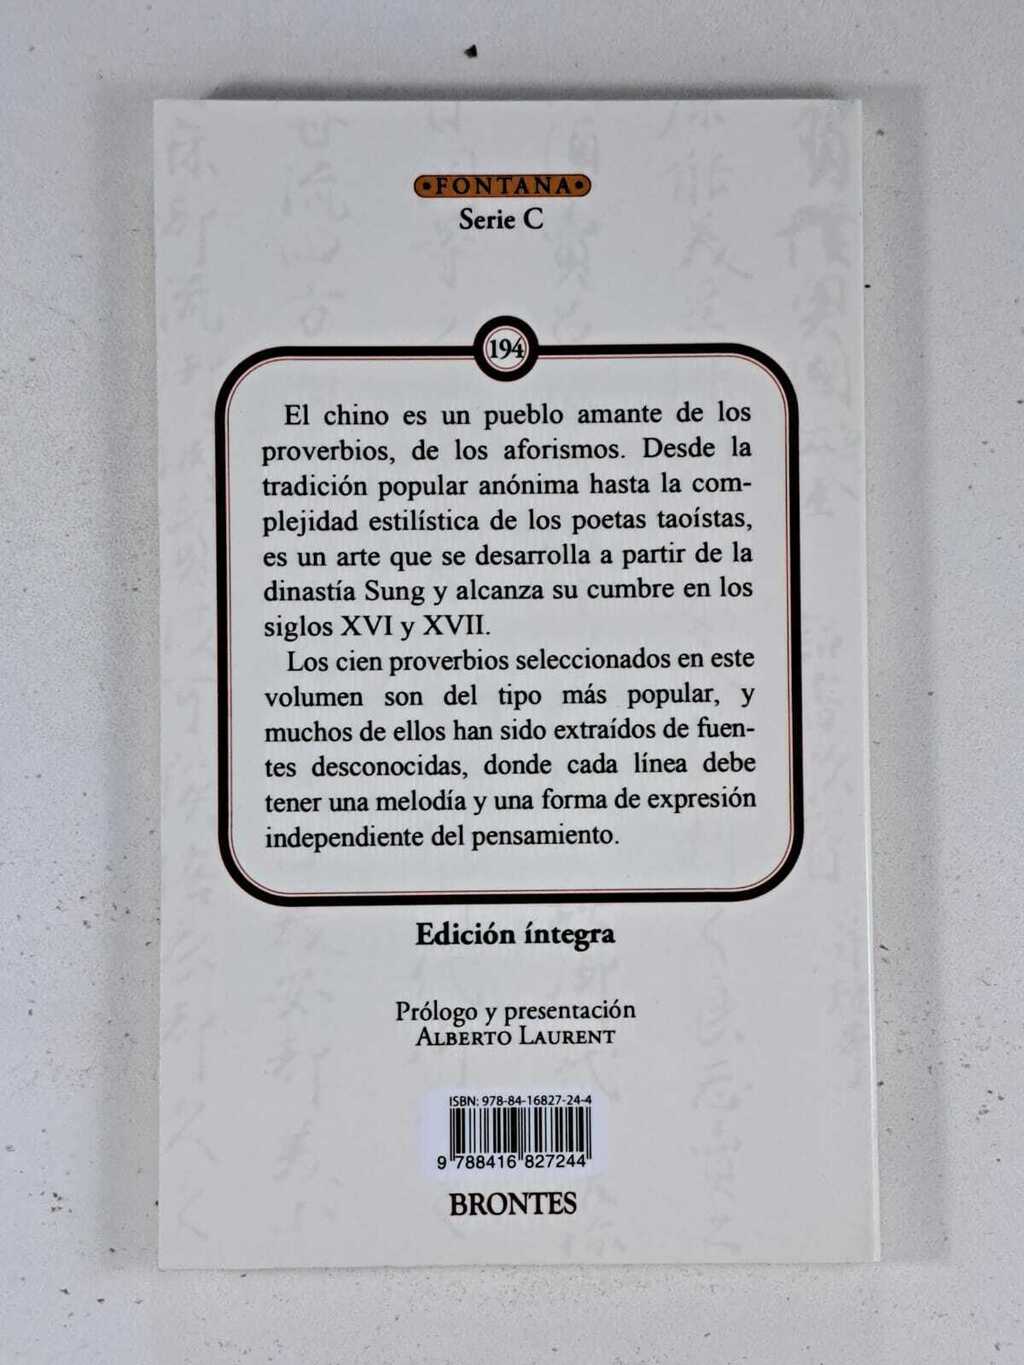 •FONTANA•
Serie C
194
El chino es un pueblo amante de los
proverbios, de los aforismos. Desde la
tradición popular anónima hasta la com-
plejidad estilística de los poetas taoístas,
es un arte que se desarrolla a partir de la
dinastía Sung y alcanza su cumbre en los
siglos XVI y XVII.
Los cien proverbios seleccionados en este
volumen son del tipo más popular, y
muchos de ellos han sido extraídos de fuen-
tes desconocidas, donde cada línea debe
tener una melodía y una forma de expresión
independiente del pensamiento.
Edición íntegra
Prólogo y presentación
ALBERTO LAURENT
ISBN: 978-84-16827-24-4
9 788416 827244
BRONTES